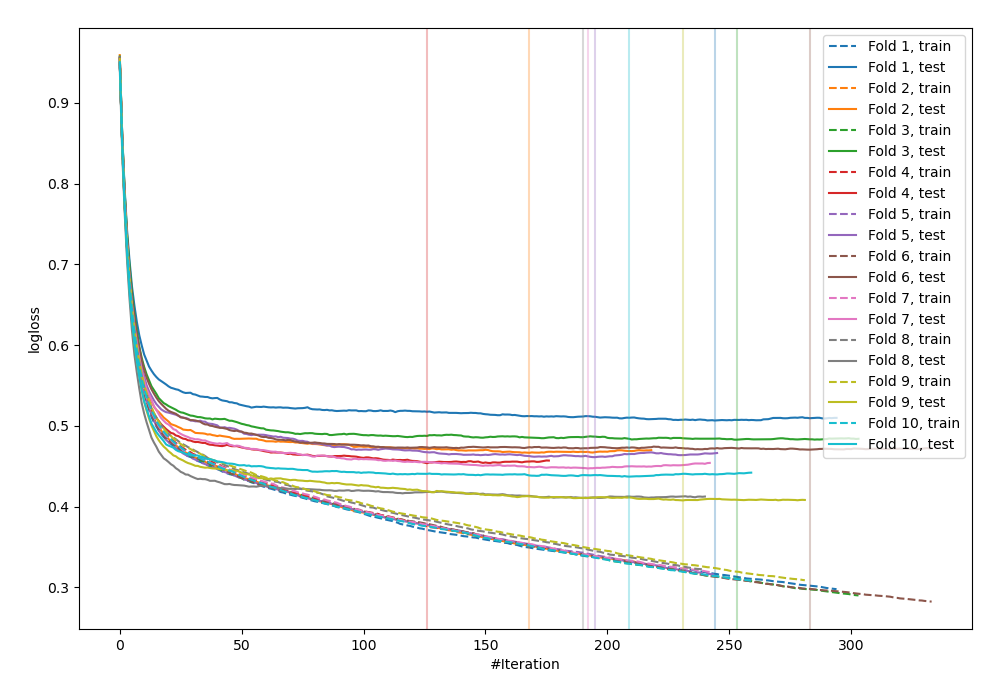 0.9
0.8
0.7
0.6
0.5
0.4
0.3
logloss
0
50
100
150
200
250
300
#Iteration
Fold 1, train
Fold 1, test
Fold 2, train
Fold 2, test
Fold 3, train
Fold 3, test
Fold 4, train
Fold 4, test
Fold 5, train
Fold 5, test
Fold 6, train
Fold 6, test
Fold 7, train
Fold 7, test
Fold 8, train
Fold 8, test
Fold 9, train
Fold 9, test
Fold 10, train
Fold 10, test